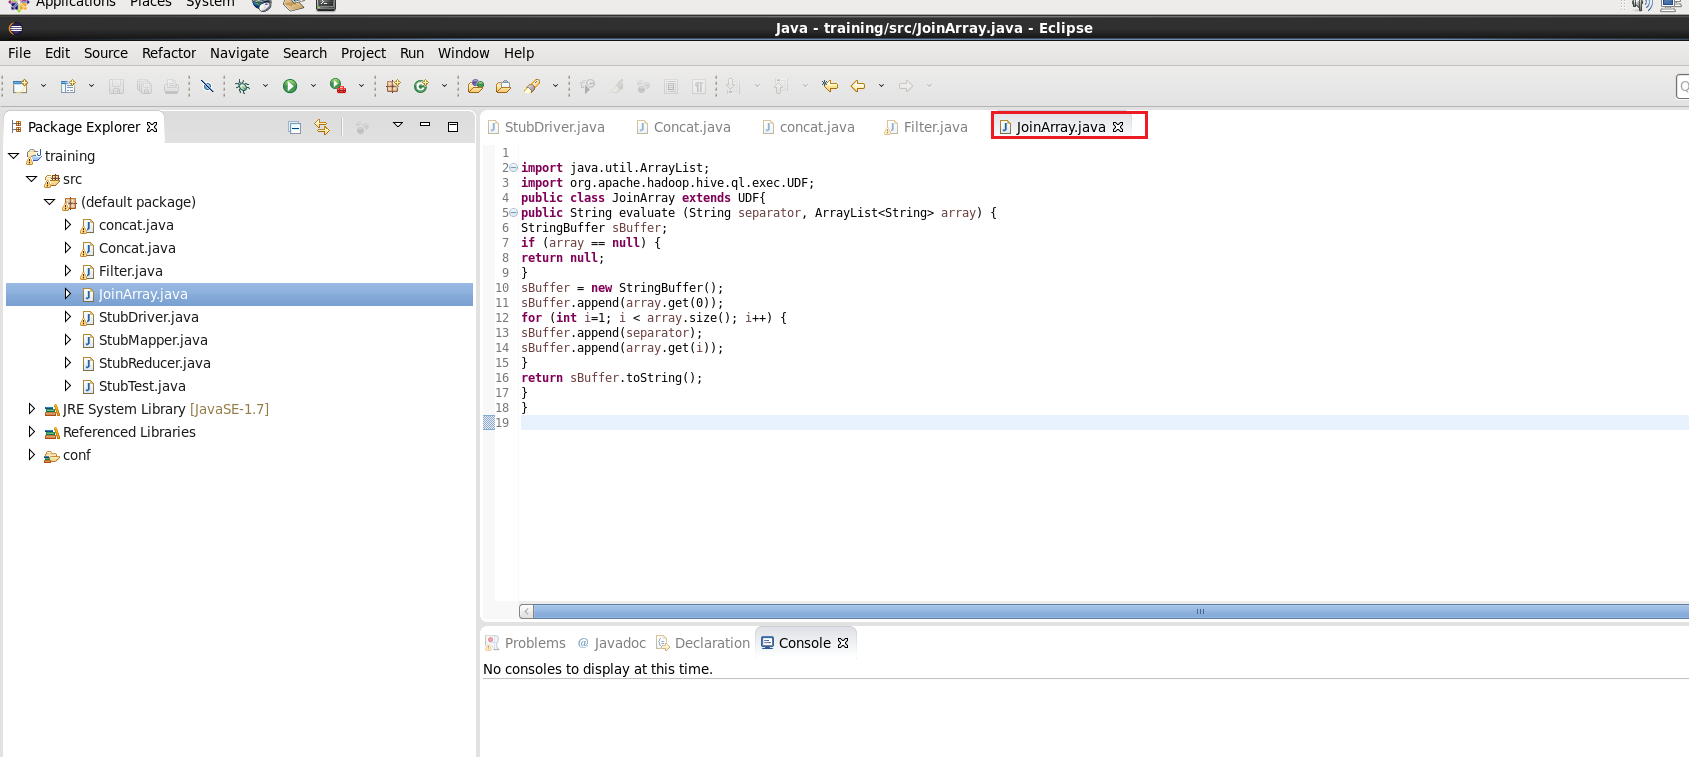 Applications Places System
Java - training/src/JoinArray.java - Eclipse
File Edit Source Refactor Navigate Search Project Run Window Help
Package Explorer
training
src
(default package)
concat.java
Concat.java
Filter.java
JoinArray.java
StubDriver.java
StubMapper.java
StubReducer.java
StubTest.java
JRE System Library [JavaSE-1.7]
Referenced Libraries
conf
StubDriver.java Concat.java concat.java Filter.java JoinArray.java
1
2 import java.util.ArrayList;
3 import org.apache.hadoop.hive.ql.exec.UDF;
4 public class JoinArray extends UDF{
5 public String evaluate (String separator, ArrayList<String> array) {
6 StringBuffer sBuffer;
7 if (array == null) {
8 return null;
9 }
10 sBuffer = new StringBuffer();
11 sBuffer.append(array.get(0));
12 for (int i=1; i < array.size(); i++) {
13 sBuffer.append(separator);
14 sBuffer.append(array.get(i));
15 }
16 return sBuffer.toString();
17 }
18 }
19
Problems @ Javadoc Declaration Console
No consoles to display at this time.